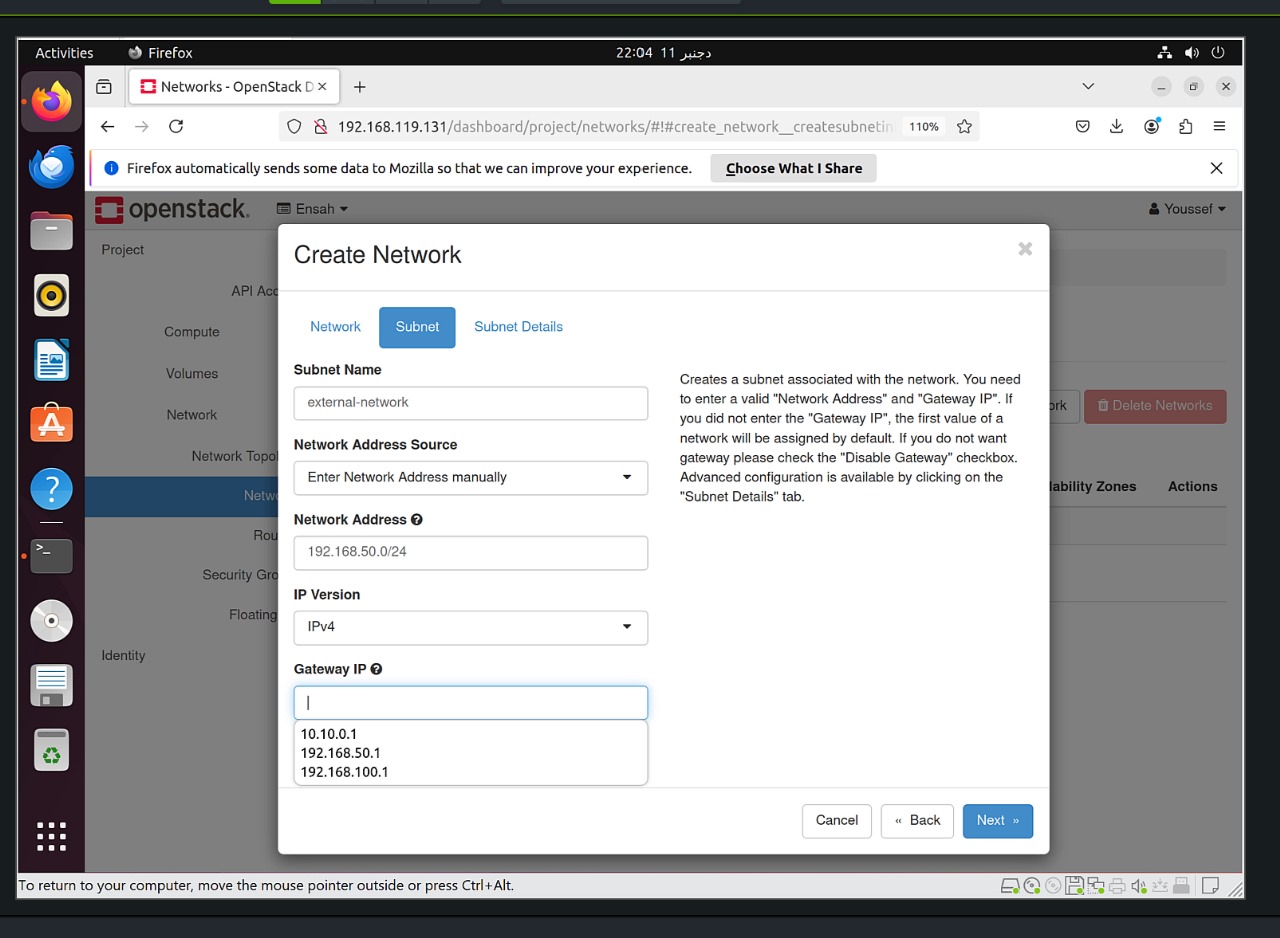 Activities
Firefox
22:04 11 دجنبر
Networks - OpenStack D
192.168.119.131/dashboard/project/networks/#!#create_network__createsubnetin
110%
Firefox automatically sends some data to Mozilla so that we can improve your experience.
Choose What I Share
openstack.
Ensah
Youssef
Project
API Acc
Compute
Volumes
Network
Network Topol
Netwo
Rou
Security Gro
Floating
Identity
Create Network
Network
Subnet
Subnet Details
Subnet Name
external-network
Network Address Source
Enter Network Address manually
Network Address
192.168.50.0/24
IP Version
IPv4
Gateway IP
10.10.0.1
192.168.50.1
192.168.100.1
Creates a subnet associated with the network. You need
to enter a valid "Network Address" and "Gateway IP". If
you did not enter the "Gateway IP", the first value of a
network will be assigned by default. If you do not want
gateway please check the "Disable Gateway" checkbox.
Advanced configuration is available by clicking on the
"Subnet Details" tab.
ork
Delete Networks
lability Zones
Actions
Cancel
« Back
Next »
To return to your computer, move the mouse pointer outside or press Ctrl+Alt.